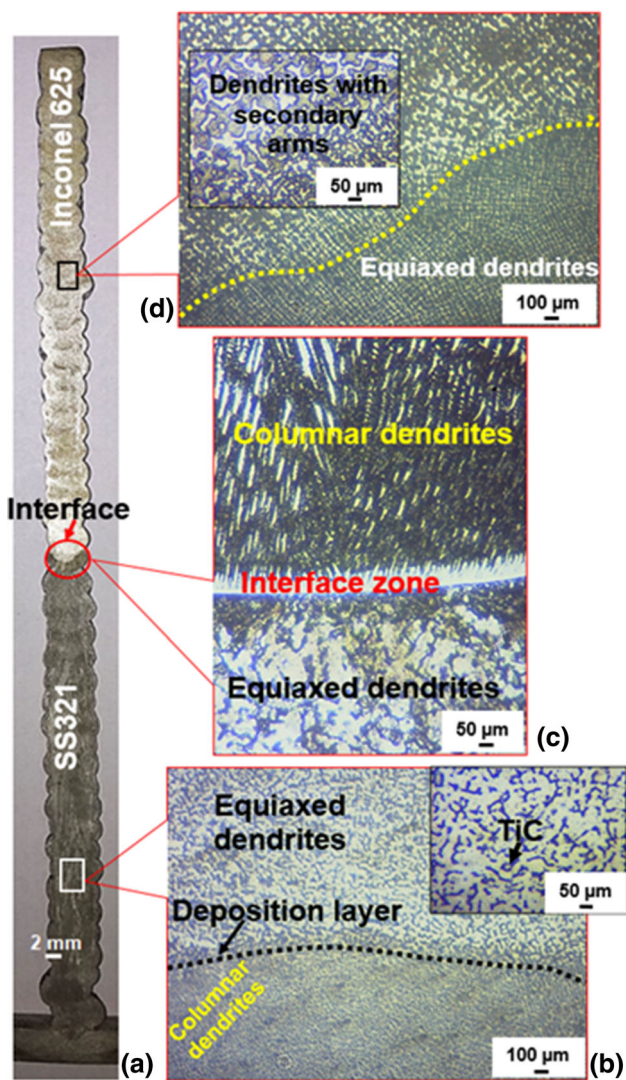 Inconel 625
Interface
SS321
2 mm
(a)
Dendrites with
secondary
arms
50 µm
Equiaxed dendrites
100 µm
(d)
Columnar dendrites
Interface zone
Equiaxed dendrites
50 µm
(c)
Equiaxed
dendrites
TiC
50 µm
Deposition layer
Columnar
dendrites
100 µm
(b)